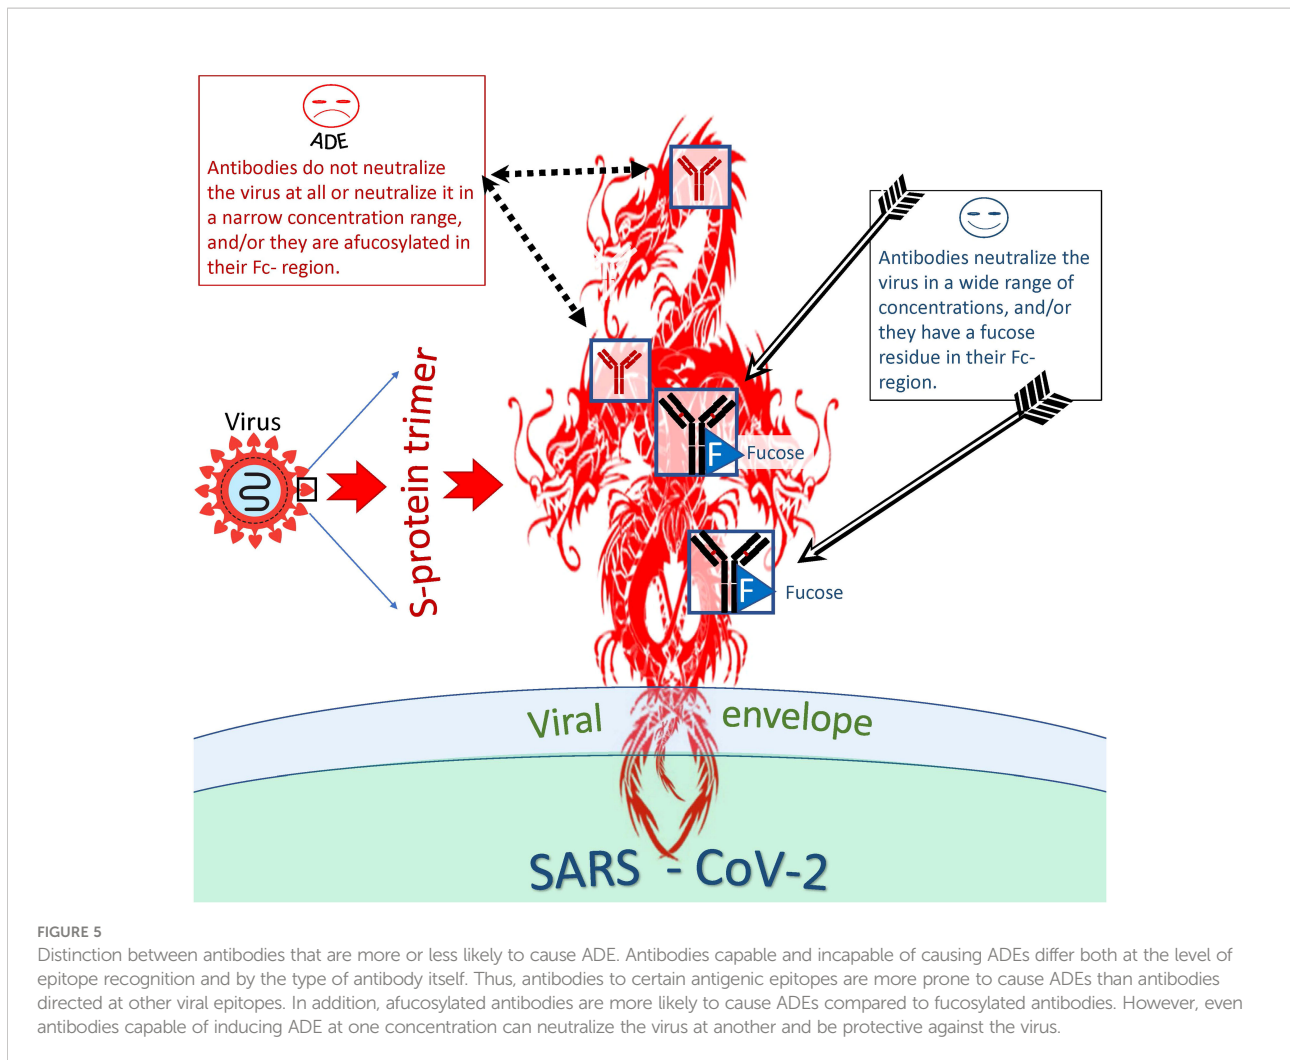 ADE
Antibodies do not neutralize
the virus at all or neutralize it in
a narrow concentration range,
and/or they are afucosylated in
their Fc- region.
Antibodies neutralize the
virus in a wide range of
concentrations, and/or
they have a fucose
residue in their Fc-
region.
Virus
S-protein trimer
F
Fucose
F
Fucose
Viral envelope
SARS - CoV-2
FIGURE 5
Distinction between antibodies that are more or less likely to cause ADE. Antibodies capable and incapable of causing ADEs differ both at the level of
epitope recognition and by the type of antibody itself. Thus, antibodies to certain antigenic epitopes are more prone to cause ADEs than antibodies
directed at other viral epitopes. In addition, afucosylated antibodies are more likely to cause ADEs compared to fucosylated antibodies. However, even
antibodies capable of inducing ADE at one concentration can neutralize the virus at another and be protective against the virus.